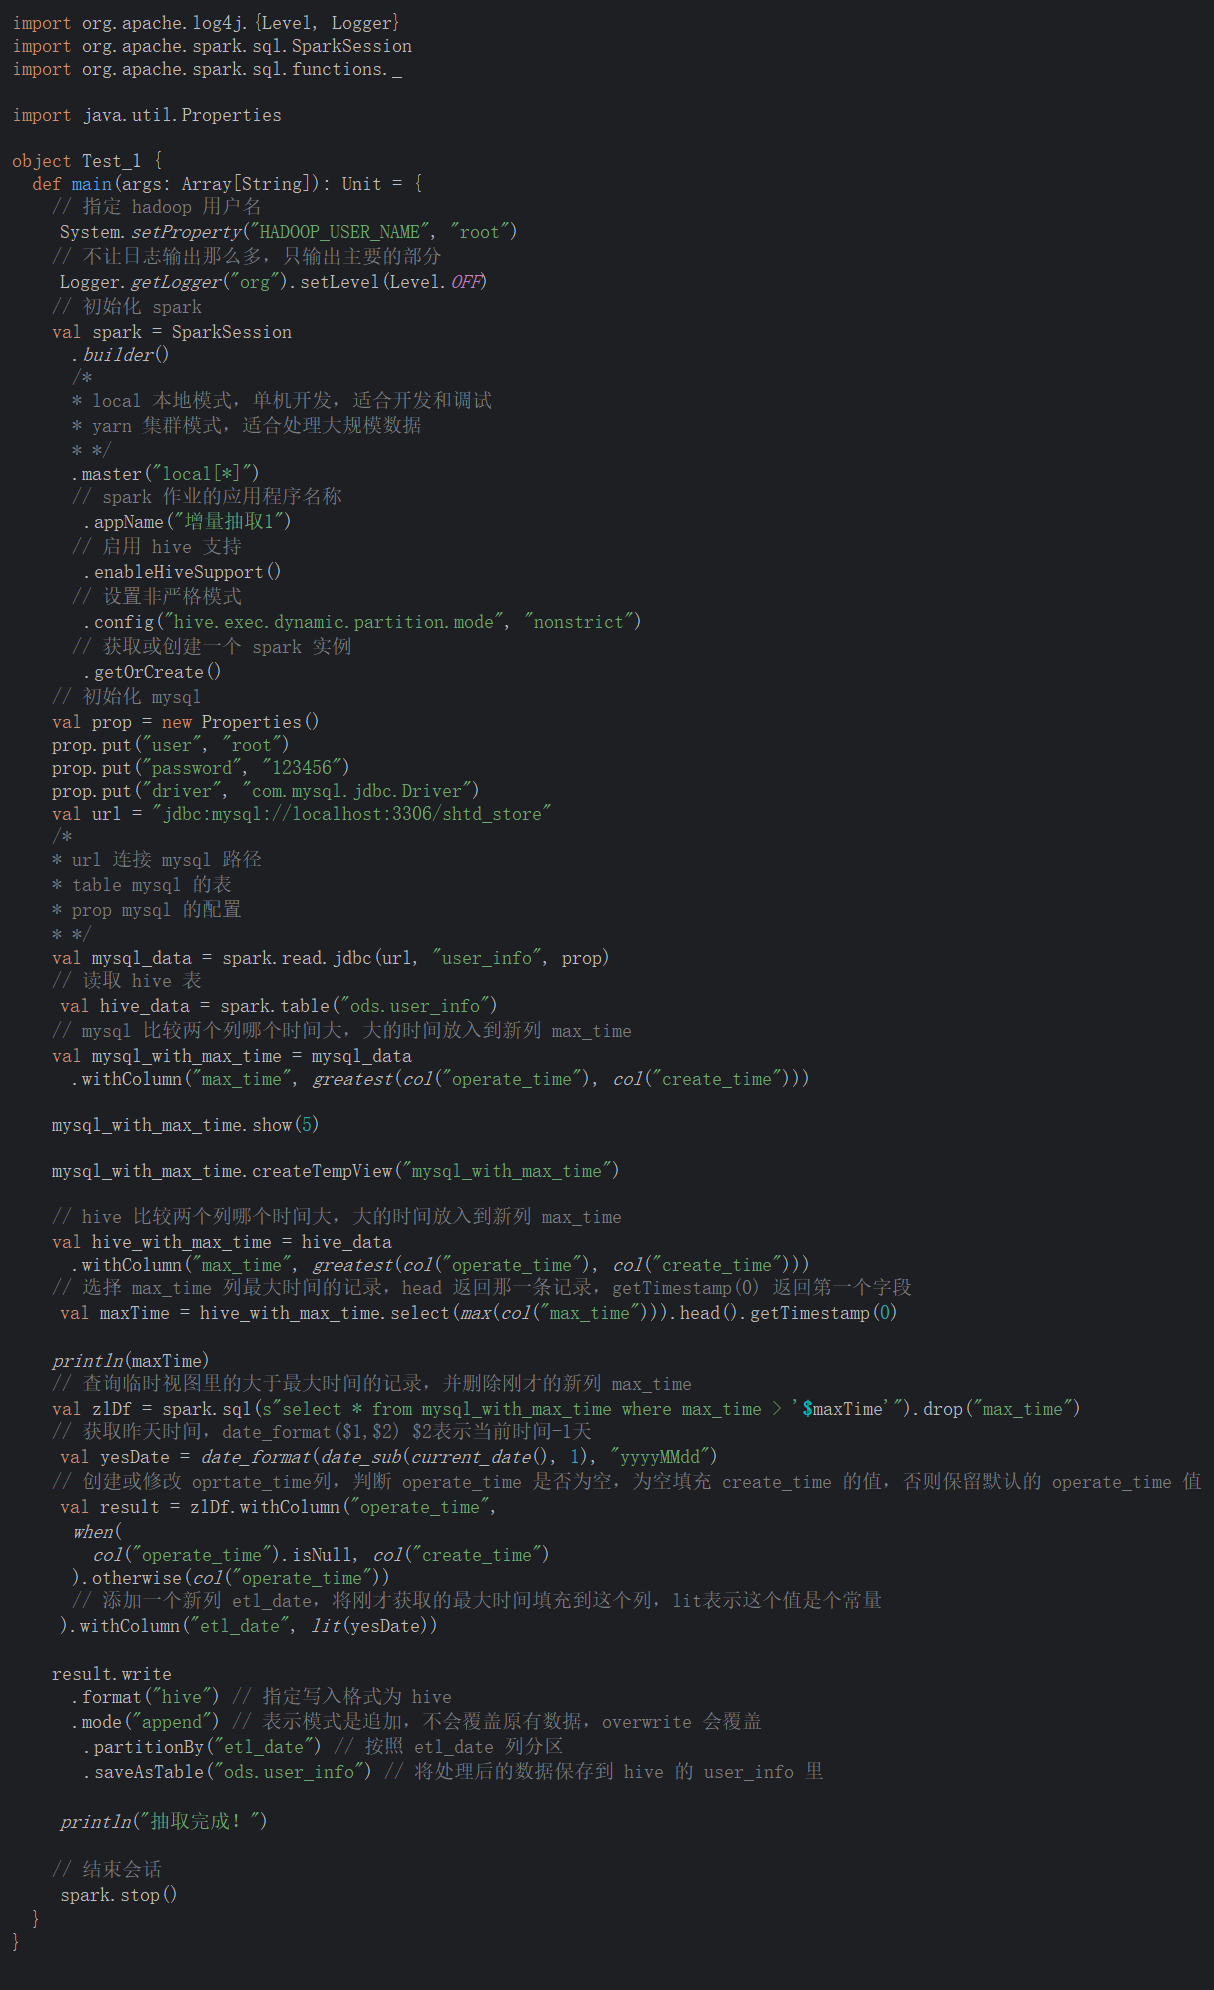 import org.apache.log4j.{Level, Logger}
import org.apache.spark.sql.SparkSession
import org.apache.spark.sql.functions._

import java.util.Properties

object Test_1 {
  def main(args: Array[String]): Unit = {
    // 指定 hadoop 用户名
    System.setProperty("HADOOP_USER_NAME", "root")
    // 不让日志输出那么多，只输出主要的部分
    Logger.getLogger("org").setLevel(Level.OFF)
    // 初始化 spark
    val spark = SparkSession
      .builder()
      /*
      * local 本地模式，单机开发，适合开发和调试
      * yarn 集群模式，适合处理大规模数据
      * */
      .master("local[*]")
      // spark 作业的应用程序名称
      .appName("增量抽取1")
      // 启用 hive 支持
      .enableHiveSupport()
      // 设置非严格模式
      .config("hive.exec.dynamic.partition.mode", "nonstrict")
      // 获取或创建一个 spark 实例
      .getOrCreate()
    // 初始化 mysql
    val prop = new Properties()
    prop.put("user", "root")
    prop.put("password", "123456")
    prop.put("driver", "com.mysql.jdbc.Driver")
    val url = "jdbc:mysql://localhost:3306/shtd_store"
    /*
    * url 连接 mysql 路径
    * table mysql 的表
    * prop mysql 的配置
    * */
    val mysql_data = spark.read.jdbc(url, "user_info", prop)
    // 读取 hive 表
    val hive_data = spark.table("ods.user_info")
    // mysql 比较两个列哪个时间大，大的时间放入到新列 max_time
    val mysql_with_max_time = mysql_data
      .withColumn("max_time", greatest(col("operate_time"), col("create_time")))

    mysql_with_max_time.show(5)

    mysql_with_max_time.createTempView("mysql_with_max_time")

    // hive 比较两个列哪个时间大，大的时间放入到新列 max_time
    val hive_with_max_time = hive_data
      .withColumn("max_time", greatest(col("operate_time"), col("create_time")))
    // 选择 max_time 列最大时间的记录，head 返回那一条记录，getTimestamp(0) 返回第一个字段
    val maxTime = hive_with_max_time.select(max(col("max_time"))).head().getTimestamp(0)

    println(maxTime)
    // 查询临时视图里的大于最大时间的记录，并删除刚才的新列 max_time
    val zlDf = spark.sql(s"select * from mysql_with_max_time where max_time > '$maxTime'").drop("max_time")
    // 获取昨天时间，date_format($1,$2) $2表示当前时间-1天
    val yesDate = date_format(date_sub(current_date(), 1), "yyyyMMdd")
    // 创建或修改 oprtate_time列，判断 operate_time 是否为空，为空填充 create_time 的值，否则保留默认的 operate_time 值
    val result = zlDf.withColumn("operate_time",
      when(
        col("operate_time").isNull, col("create_time")
      ).otherwise(col("operate_time"))
      // 添加一个新列 etl_date，将刚才获取的最大时间填充到这个列，lit表示这个值是个常量
    ).withColumn("etl_date", lit(yesDate))

    result.write
      .format("hive") // 指定写入格式为 hive
      .mode("append") // 表示模式是追加，不会覆盖原有数据，overwrite 会覆盖
      .partitionBy("etl_date") // 按照 etl_date 列分区
      .saveAsTable("ods.user_info") // 将处理后的数据保存到 hive 的 user_info 里

    println("抽取完成！")

    // 结束会话
    spark.stop()
  }
}